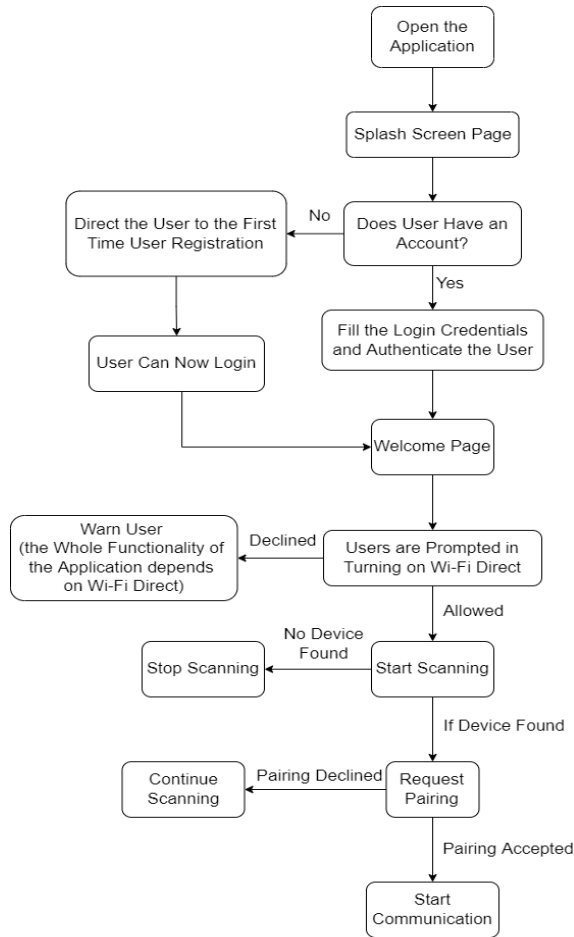 Open the
Application
Splash Screen Page
Does User Have an
Account?
No
Direct the User to the First
Time User Registration
Yes
User Can Now Login
Fill the Login Credentials
and Authenticate the User
Welcome Page
Users are Prompted in
Turning on Wi-Fi Direct
Declined
Warn User
(the Whole Functionality of
the Application depends
on Wi-Fi Direct)
Allowed
Start Scanning
No Device
Found
Stop Scanning
If Device Found
Request
Pairing
Pairing Declined
Continue
Scanning
Pairing Accepted
Start
Communication